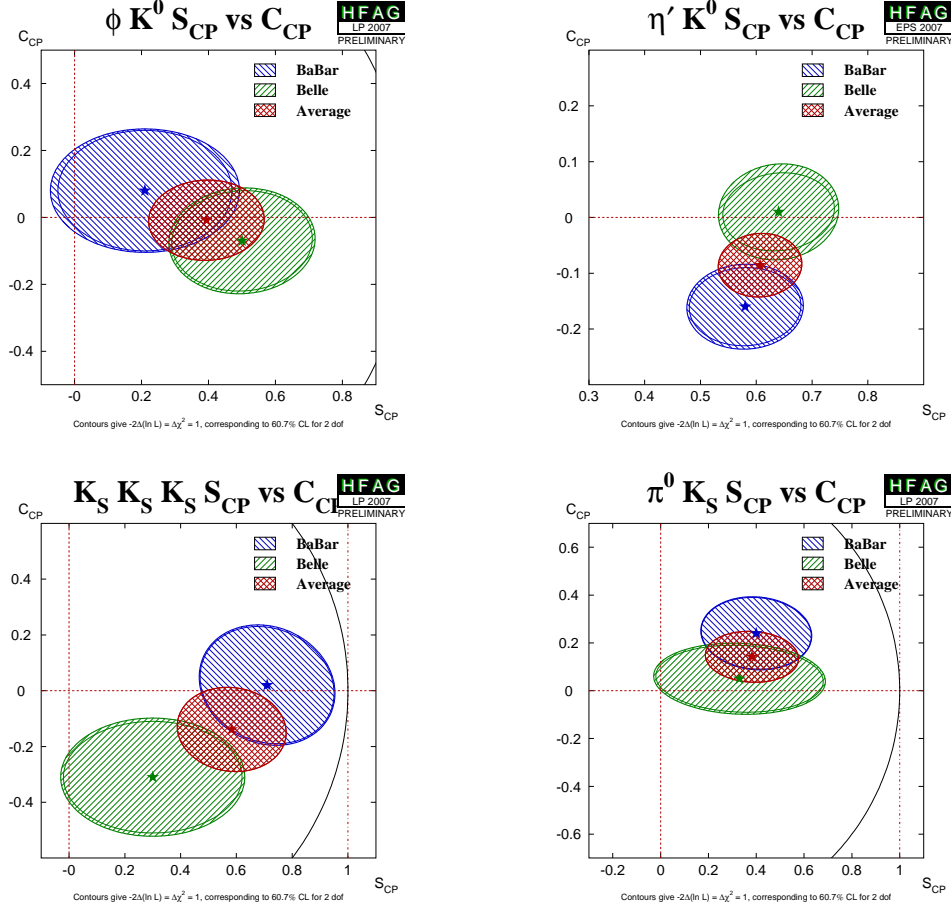 ϕ K⁰ S_CP vs C_CP
HFAG
LP 2007
PRELIMINARY
C_CP
BaBar
Belle
Average
0.4
0.2
0
-0.2
-0.4
-0 0.2 0.4 0.6 0.8
S_CP
Contours give -2Δ(ln L) = Δχ² = 1, corresponding to 60.7% CL for 2 dof
η′ K⁰ S_CP vs C_CP
HFAG
EPS 2007
PRELIMINARY
C_CP
BaBar
Belle
Average
0.2
0.1
0
-0.1
-0.2
0.3 0.4 0.5 0.6 0.7 0.8
S_CP
Contours give -2Δ(ln L) = Δχ² = 1, corresponding to 60.7% CL for 2 dof
K_S K_S K_S S_CP vs C_CP
HFAG
LP 2007
PRELIMINARY
C_CP
BaBar
Belle
Average
0.4
0.2
0
-0.2
-0.4
-0 0.2 0.4 0.6 0.8 1
S_CP
Contours give -2Δ(ln L) = Δχ² = 1, corresponding to 60.7% CL for 2 dof
π⁰ K_S S_CP vs C_CP
HFAG
LP 2007
PRELIMINARY
C_CP
BaBar
Belle
Average
0.6
0.4
0.2
0
-0.2
-0.4
-0.6
-0.2 0 0.2 0.4 0.6 0.8 1
S_CP
Contours give -2Δ(ln L) = Δχ² = 1, corresponding to 60.7% CL for 2 dof